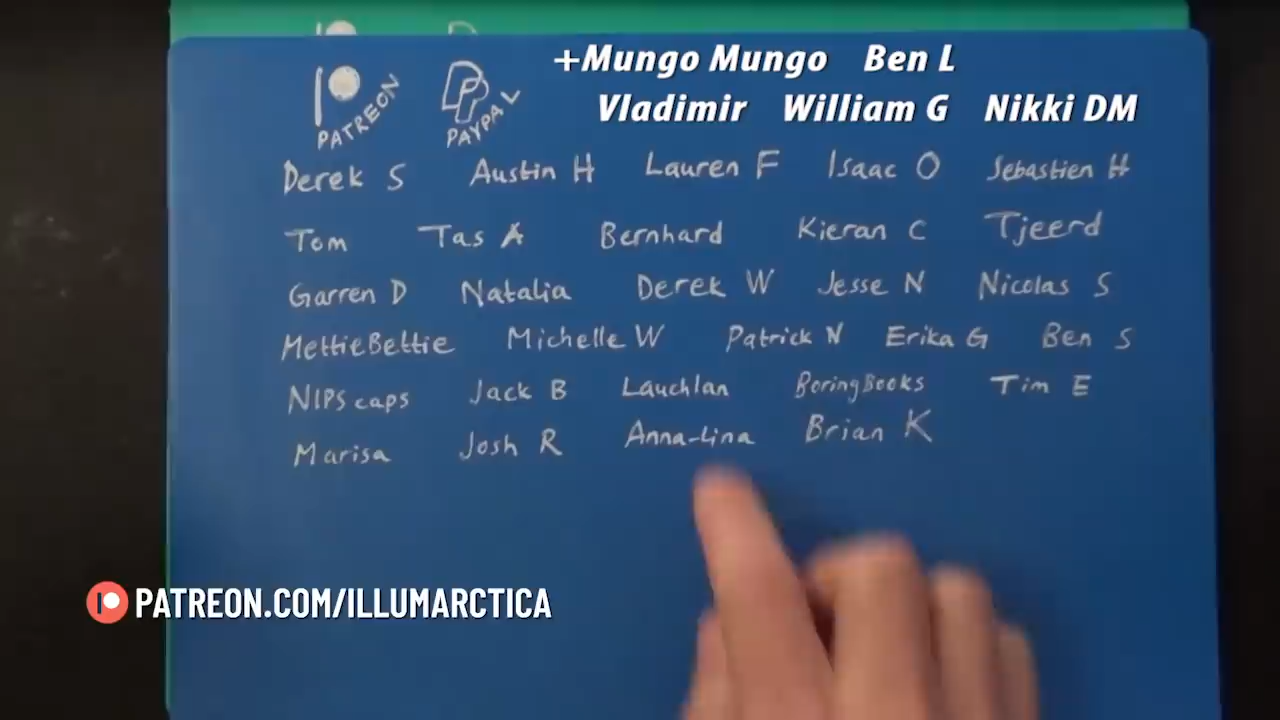 +Mungo Mungo Ben L
Vladimir William G Nikki DM
PATREON PAYPAL
Derek S Austin H Lauren F Isaac O Sebastien H
Tom Tas A Bernhard Kieran C Tjeerd
Garren D Natalia Derek W Jesse N Nicolas S
MettieBettie Michelle W Patrick N Erika G Ben S
NIPS caps Jack B Lauchlan BoringBooks Tim E
Marisa Josh R Anna-Lina Brian K
PATREON.COM/ILLUMARCTICA